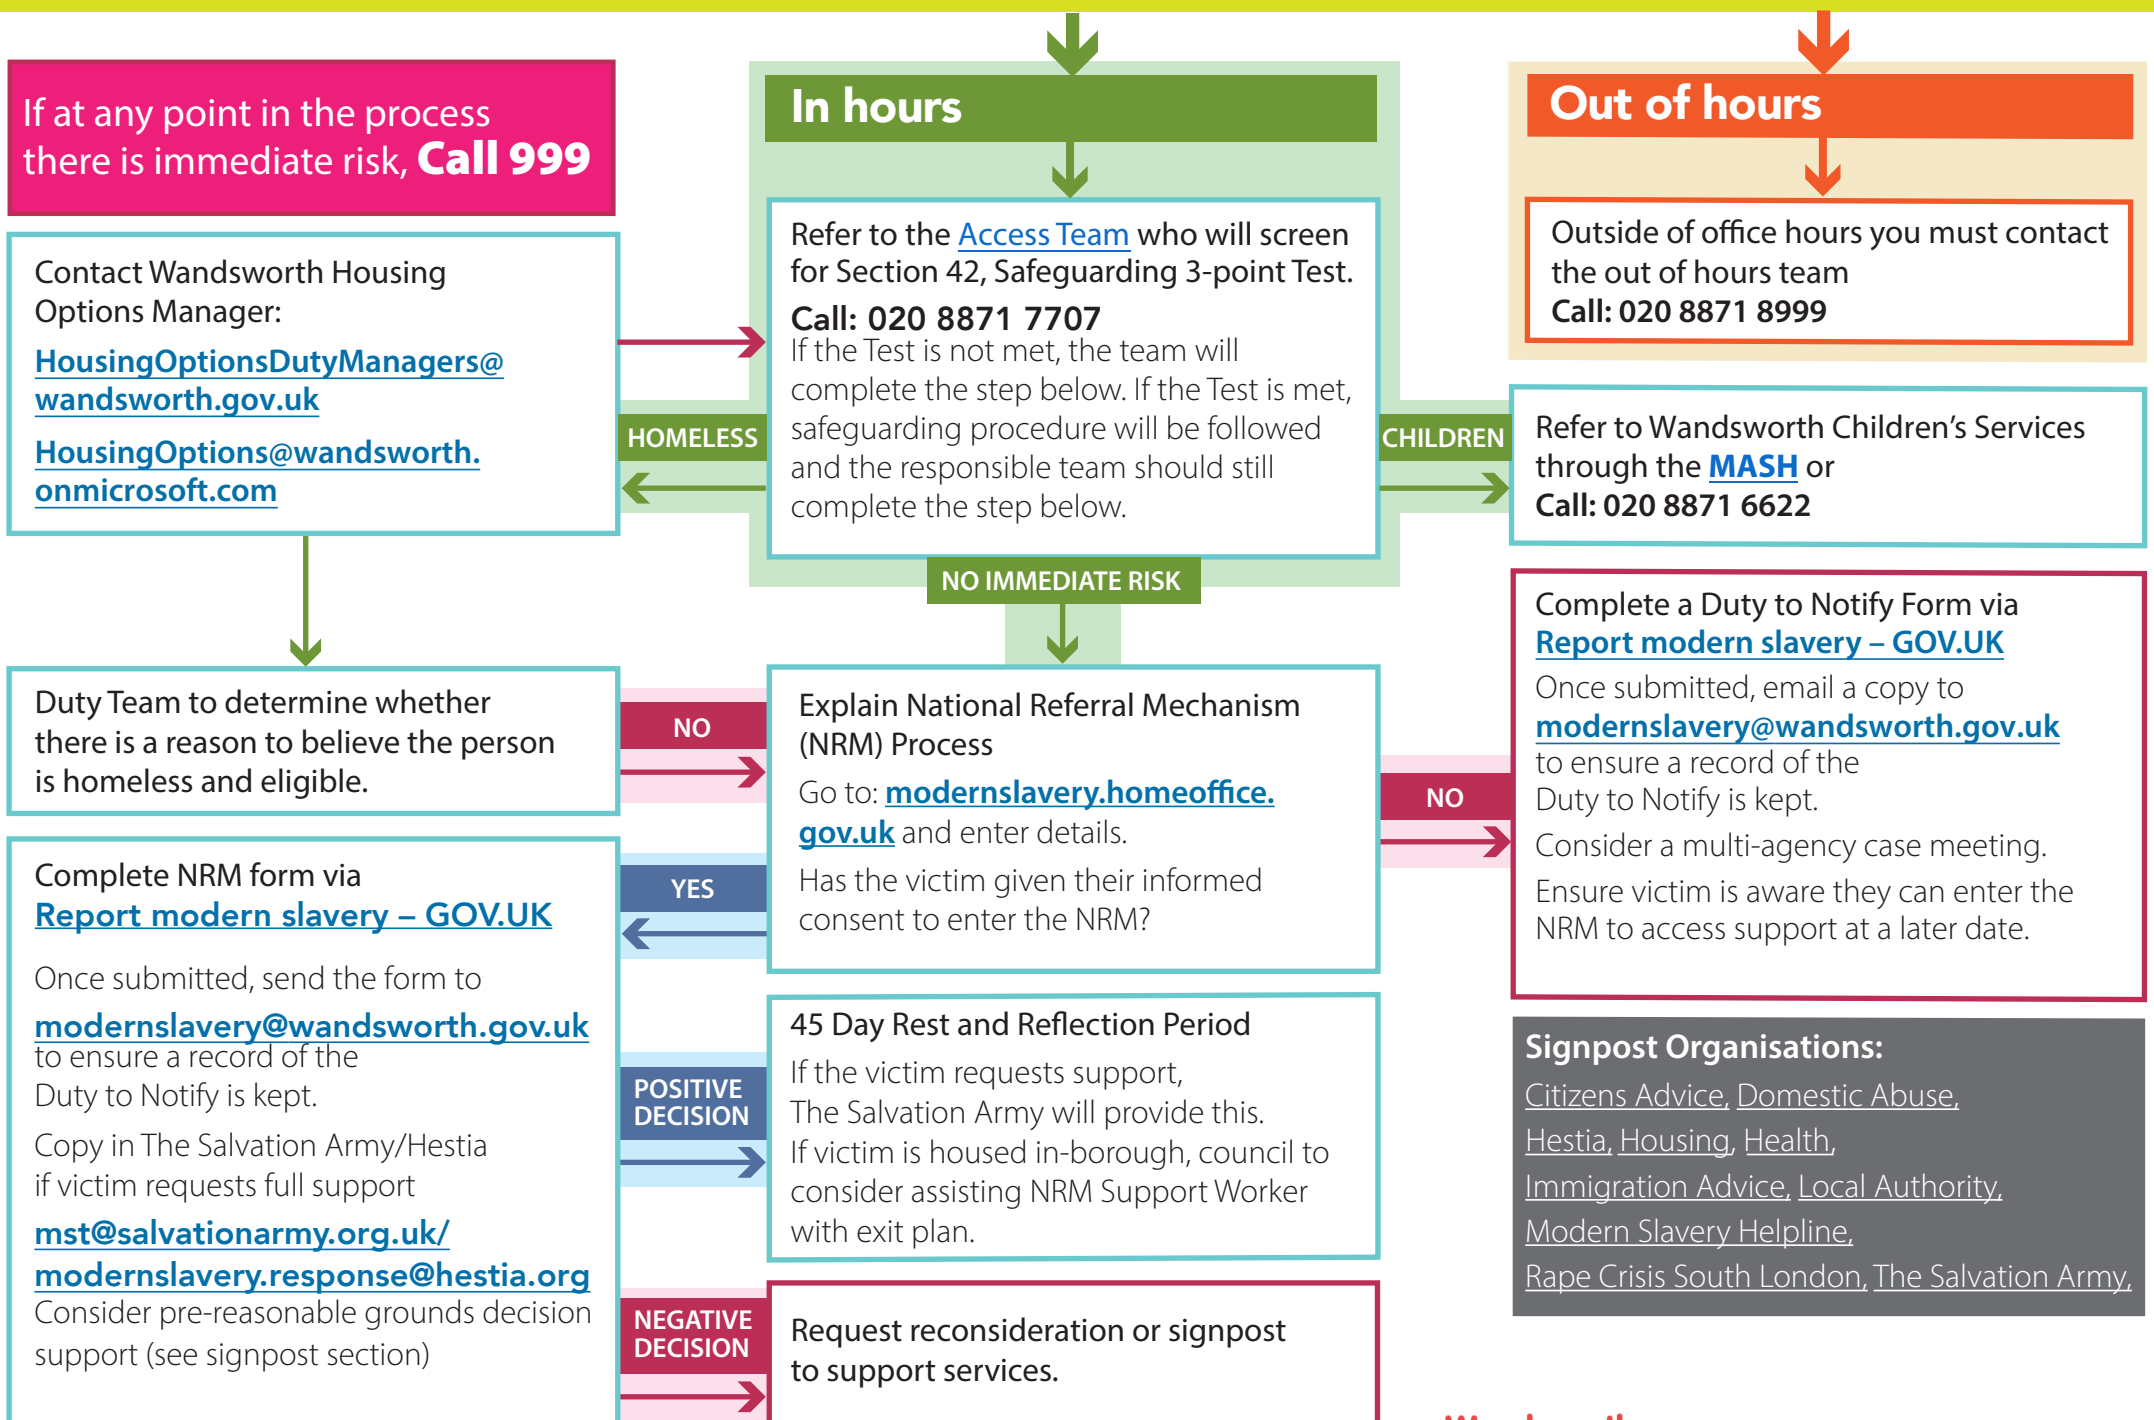 If at any point in the process
there is immediate risk, Call 999
Contact Wandsworth Housing
Options Manager:
HousingOptionsDutyManagers@
wandsworth.gov.uk
HousingOptions@wandsworth.
onmicrosoft.com
In hours
Refer to the Access Team who will screen
for Section 42, Safeguarding 3-point Test.
Call: 020 8871 7707
If the Test is not met, the team will
complete the step below. If the Test is met,
safeguarding procedure will be followed
and the responsible team should still
complete the step below.
HOMELESS
CHILDREN
NO IMMEDIATE RISK
Out of hours
Outside of office hours you must contact
the out of hours team
Call: 020 8871 8999
Refer to Wandsworth Children's Services
through the MASH or
Call: 020 8871 6622
Duty Team to determine whether
there is a reason to believe the person
is homeless and eligible.
NO
Explain National Referral Mechanism
(NRM) Process
Go to: modernslavery.homeoffice.
gov.uk and enter details.
Has the victim given their informed
consent to enter the NRM?
NO
Complete a Duty to Notify Form via
Report modern slavery – GOV.UK
Once submitted, email a copy to
modernslavery@wandsworth.gov.uk
to ensure a record of the
Duty to Notify is kept.
Consider a multi-agency case meeting.
Ensure victim is aware they can enter the
NRM to access support at a later date.
YES
Complete NRM form via
Report modern slavery – GOV.UK
Once submitted, send the form to
modernslavery@wandsworth.gov.uk
to ensure a record of the
Duty to Notify is kept.
Copy in The Salvation Army/Hestia
if victim requests full support
mst@salvationarmy.org.uk/
modernslavery.response@hestia.org
Consider pre-reasonable grounds decision
support (see signpost section)
POSITIVE
DECISION
45 Day Rest and Reflection Period
If the victim requests support,
The Salvation Army will provide this.
If victim is housed in-borough, council to
consider assisting NRM Support Worker
with exit plan.
NEGATIVE
DECISION
Request reconsideration or signpost
to support services.
Signpost Organisations:
Citizens Advice, Domestic Abuse,
Hestia, Housing, Health,
Immigration Advice, Local Authority,
Modern Slavery Helpline,
Rape Crisis South London, The Salvation Army,